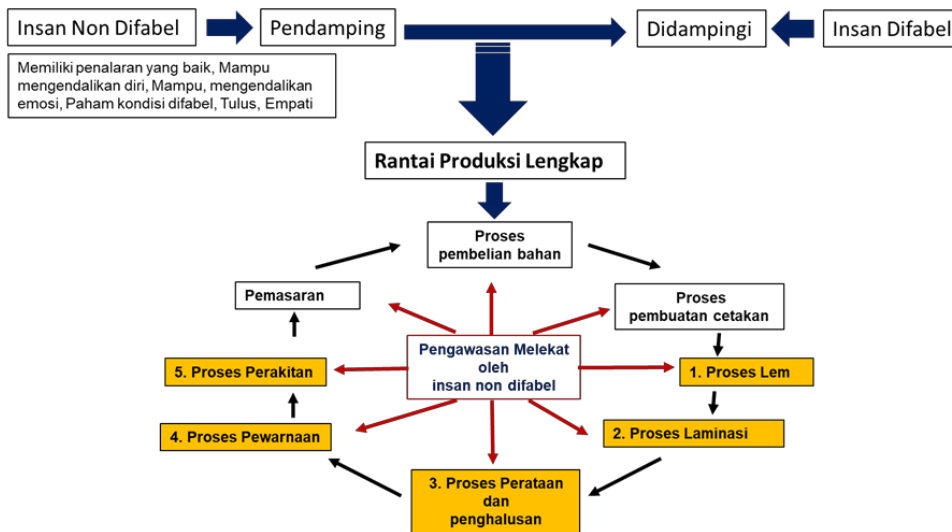 Insan Non Difabel
Pendamping
Didampingi
Insan Difabel
Memiliki penalaran yang baik, Mampu
mengendalikan diri, Mampu, mengendalikan
emosi, Paham kondisi difabel, Tulus, Empati
Rantai Produksi Lengkap
Proses
pembelian bahan
Pemasaran
Proses
pembuatan cetakan
Pengawasan Melekat
oleh
insan non difabel
5. Proses Perakitan
1. Proses Lem
4. Proses Pewarnaan
2. Proses Laminasi
3. Proses Perataan
dan
penghalusan